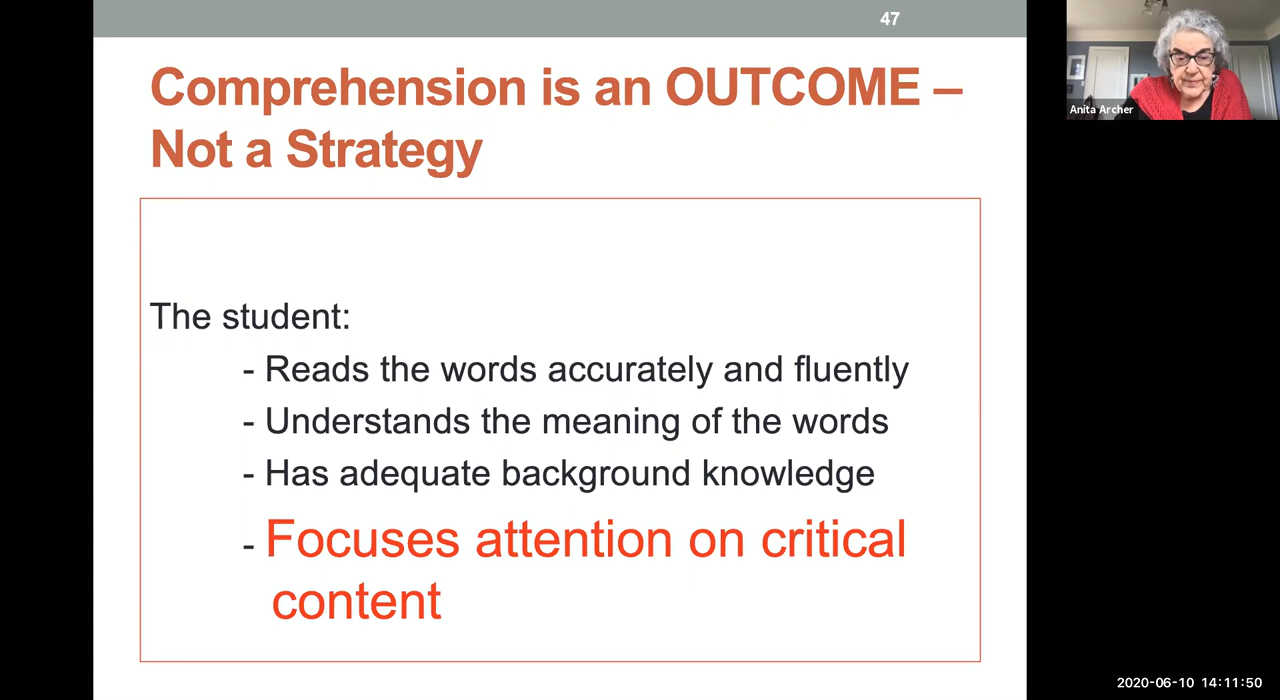 47
Comprehension is an OUTCOME –
Not a Strategy
The student:
- Reads the words accurately and fluently
- Understands the meaning of the words
- Has adequate background knowledge
- Focuses attention on critical
content
Anita Archer
2020-06-10 14:11:50